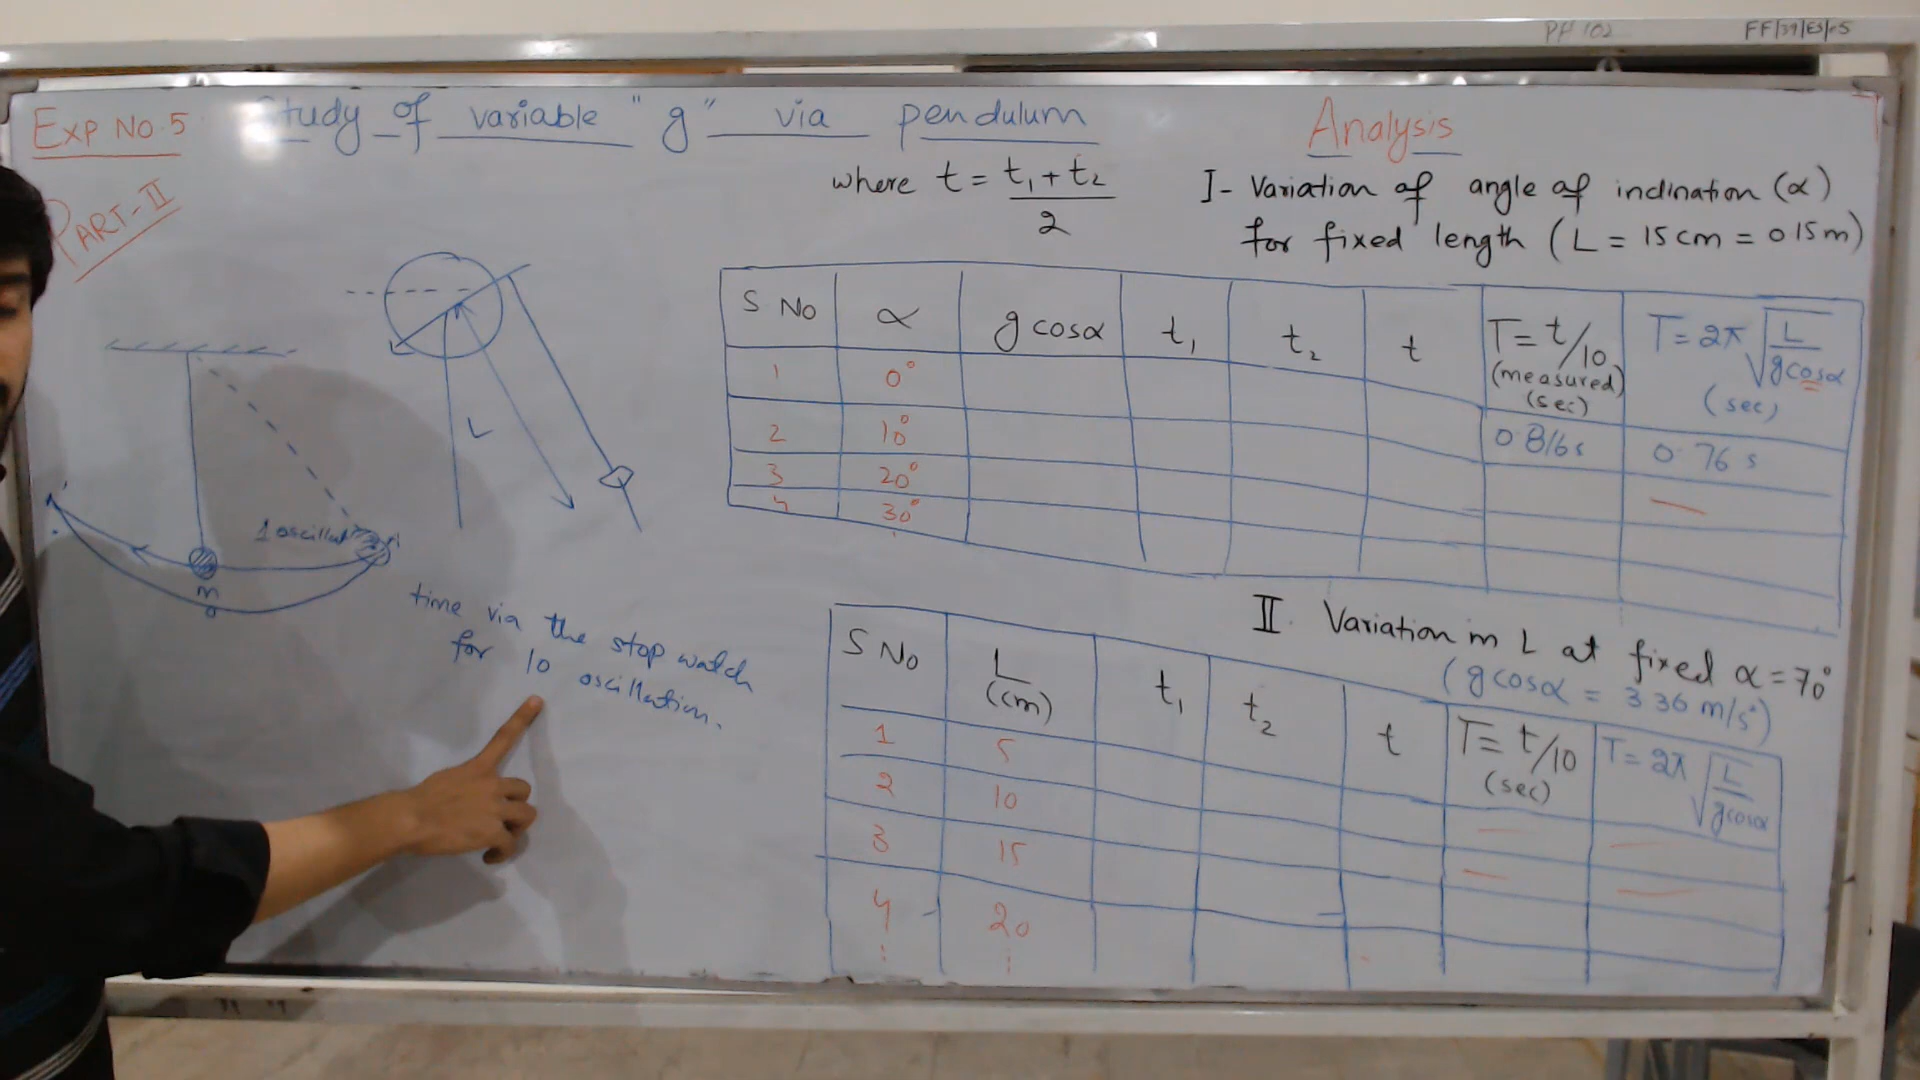 PH 102
FF/39/ES/05
Exp No. 5
Study of variable "g" via pendulum
Analysis
PART-II
where t = t₁ + t₂ / 2
I - Variation of angle of inclination (α)
for fixed length (L = 15 cm = 0.15 m)
S No α g cosα t₁ t₂ t T = t/10 (measured) (sec) T = 2π √(L / g cosα) (sec)
1 0°
2 10° 0.816 s 0.76 s
3 20°
4 30°
L
1 oscillat
m
time via the stop watch
for 10 oscillation.
II. Variation in L at fixed α = 70°
(g cosα = 3.36 m/s²)
S No L (cm) t₁ t₂ t T = t/10 (sec) T = 2π √(L / g cosα)
1 5
2 10
3 15
4 20